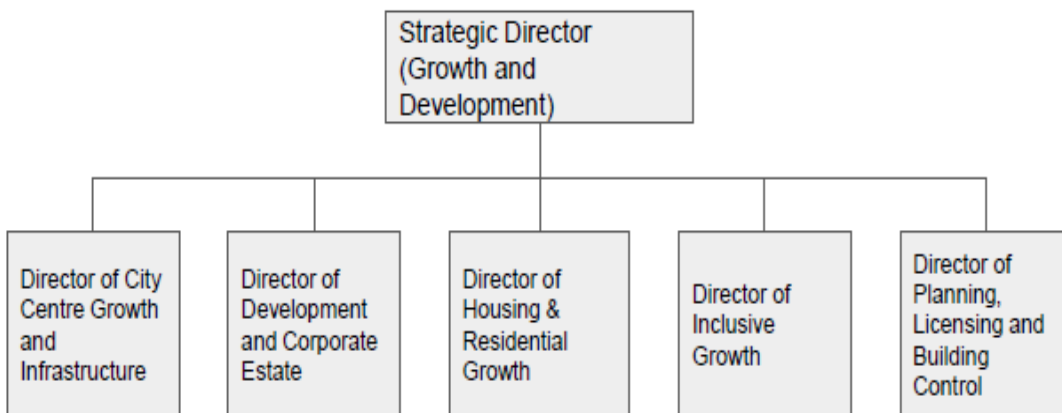 Strategic Director
(Growth and
Development)
Director of City
Centre Growth
and
Infrastructure
Director of
Development
and Corporate
Estate
Director of
Housing &
Residential
Growth
Director of
Inclusive
Growth
Director of
Planning,
Licensing and
Building
Control